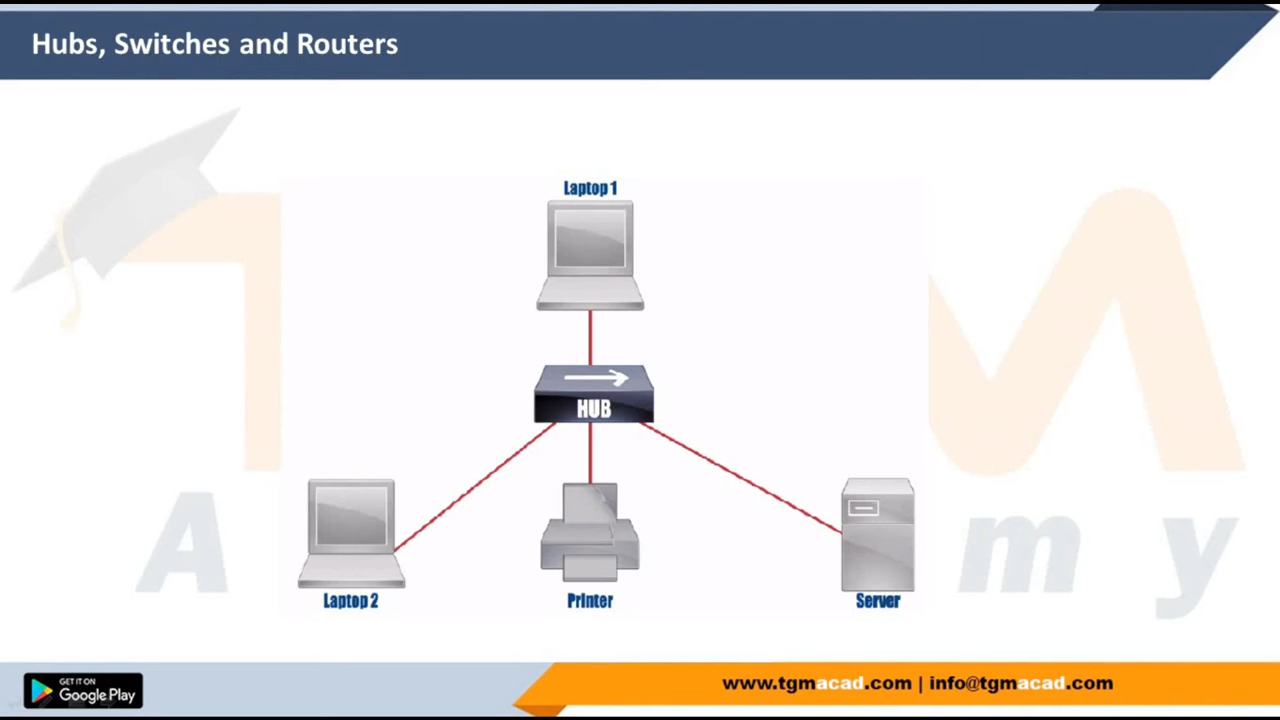 Hubs, Switches and Routers
Laptop 1
HUB
Laptop 2
Printer
Server
A my
GET IT ON
Google Play
www.tgmacad.com | info@tgmacad.com